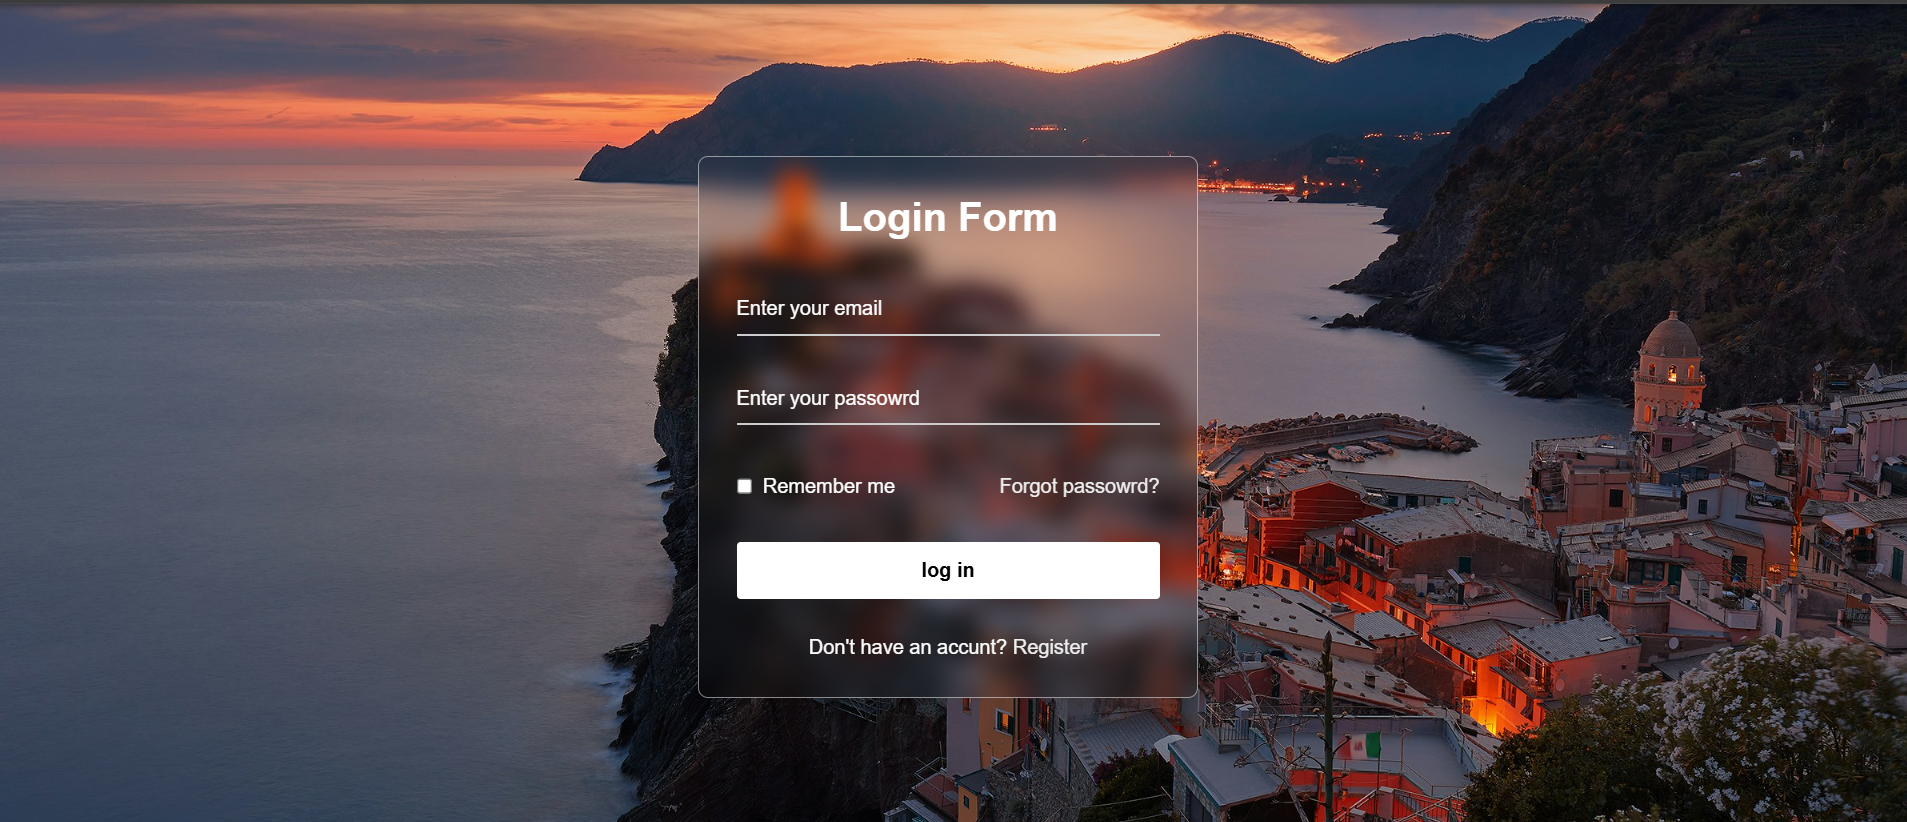 Login Form
Enter your email
Enter your passowrd
Remember me Forgot passowrd?
log in
Don't have an accunt? Register